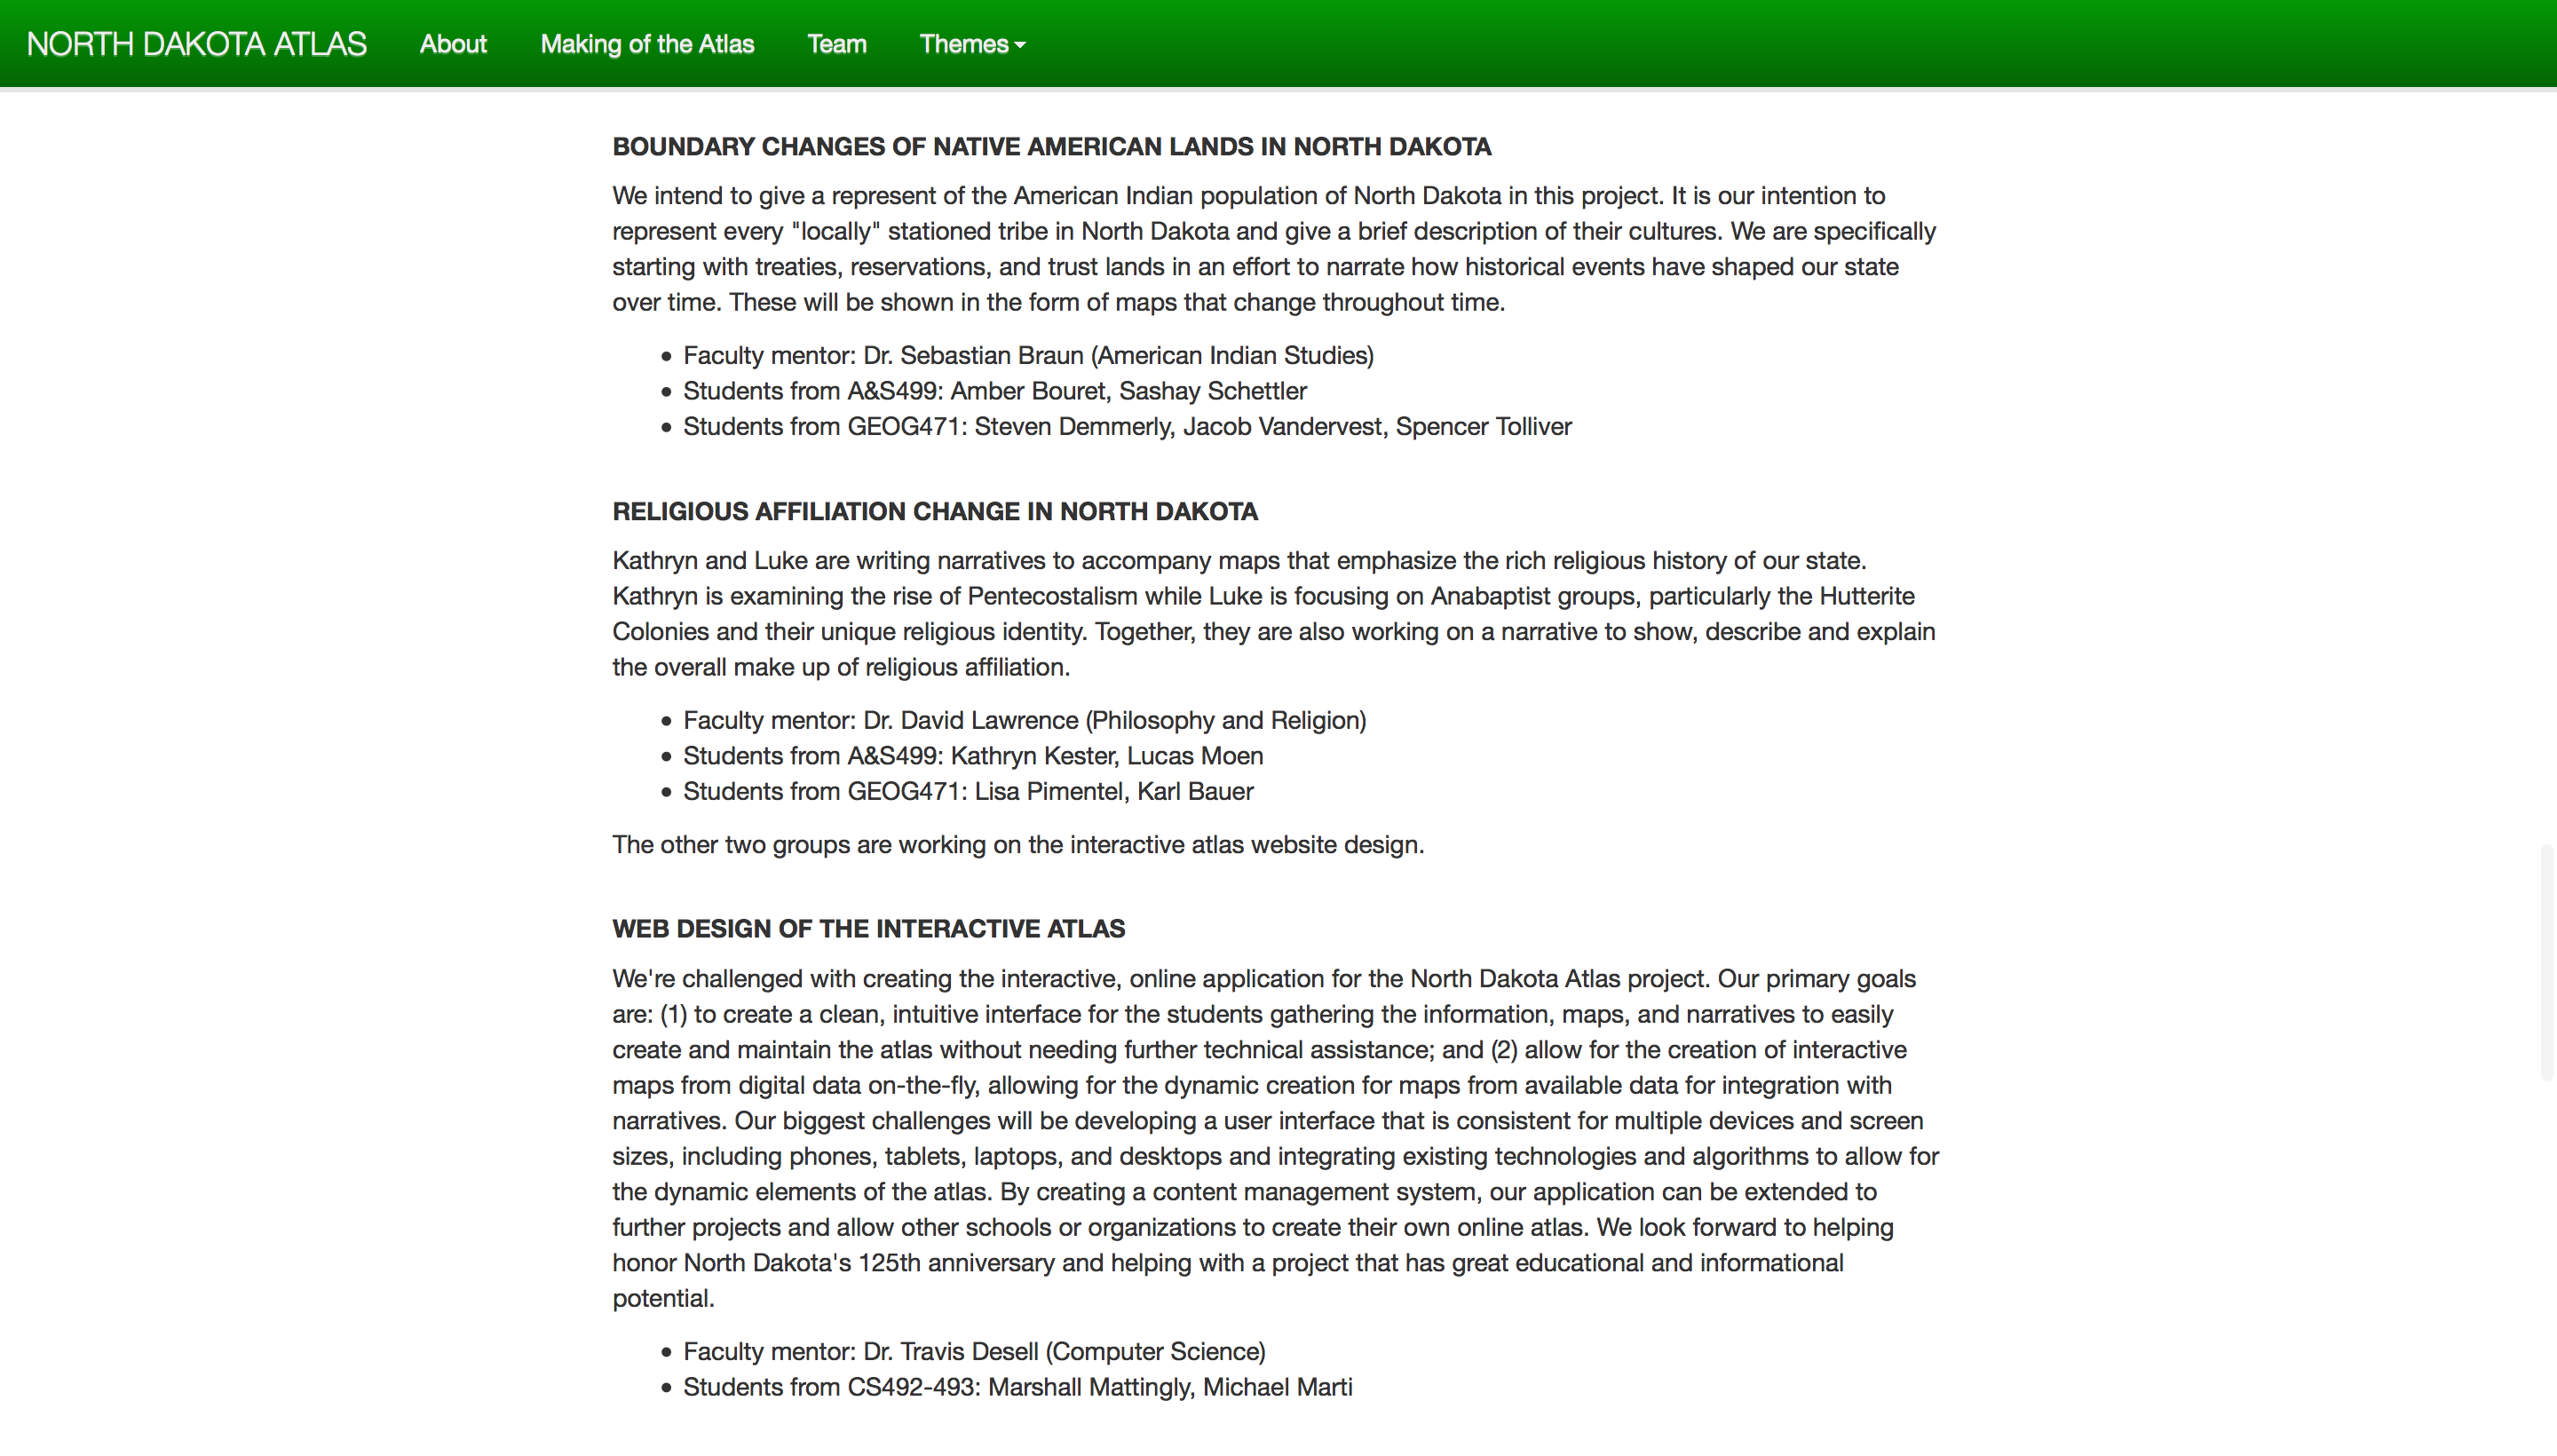 NORTH DAKOTA ATLAS About Making of the Atlas Team Themes
BOUNDARY CHANGES OF NATIVE AMERICAN LANDS IN NORTH DAKOTA
We intend to give a represent of the American Indian population of North Dakota in this project. It is our intention to
represent every "locally" stationed tribe in North Dakota and give a brief description of their cultures. We are specifically
starting with treaties, reservations, and trust lands in an effort to narrate how historical events have shaped our state
over time. These will be shown in the form of maps that change throughout time.
• Faculty mentor: Dr. Sebastian Braun (American Indian Studies)
• Students from A&S499: Amber Bouret, Sashay Schettler
• Students from GEOG471: Steven Demmerly, Jacob Vandervest, Spencer Tolliver
RELIGIOUS AFFILIATION CHANGE IN NORTH DAKOTA
Kathryn and Luke are writing narratives to accompany maps that emphasize the rich religious history of our state.
Kathryn is examining the rise of Pentecostalism while Luke is focusing on Anabaptist groups, particularly the Hutterite
Colonies and their unique religious identity. Together, they are also working on a narrative to show, describe and explain
the overall make up of religious affiliation.
• Faculty mentor: Dr. David Lawrence (Philosophy and Religion)
• Students from A&S499: Kathryn Kester, Lucas Moen
• Students from GEOG471: Lisa Pimentel, Karl Bauer
The other two groups are working on the interactive atlas website design.
WEB DESIGN OF THE INTERACTIVE ATLAS
We're challenged with creating the interactive, online application for the North Dakota Atlas project. Our primary goals
are: (1) to create a clean, intuitive interface for the students gathering the information, maps, and narratives to easily
create and maintain the atlas without needing further technical assistance; and (2) allow for the creation of interactive
maps from digital data on-the-fly, allowing for the dynamic creation for maps from available data for integration with
narratives. Our biggest challenges will be developing a user interface that is consistent for multiple devices and screen
sizes, including phones, tablets, laptops, and desktops and integrating existing technologies and algorithms to allow for
the dynamic elements of the atlas. By creating a content management system, our application can be extended to
further projects and allow other schools or organizations to create their own online atlas. We look forward to helping
honor North Dakota's 125th anniversary and helping with a project that has great educational and informational
potential.
• Faculty mentor: Dr. Travis Desell (Computer Science)
• Students from CS492-493: Marshall Mattingly, Michael Marti